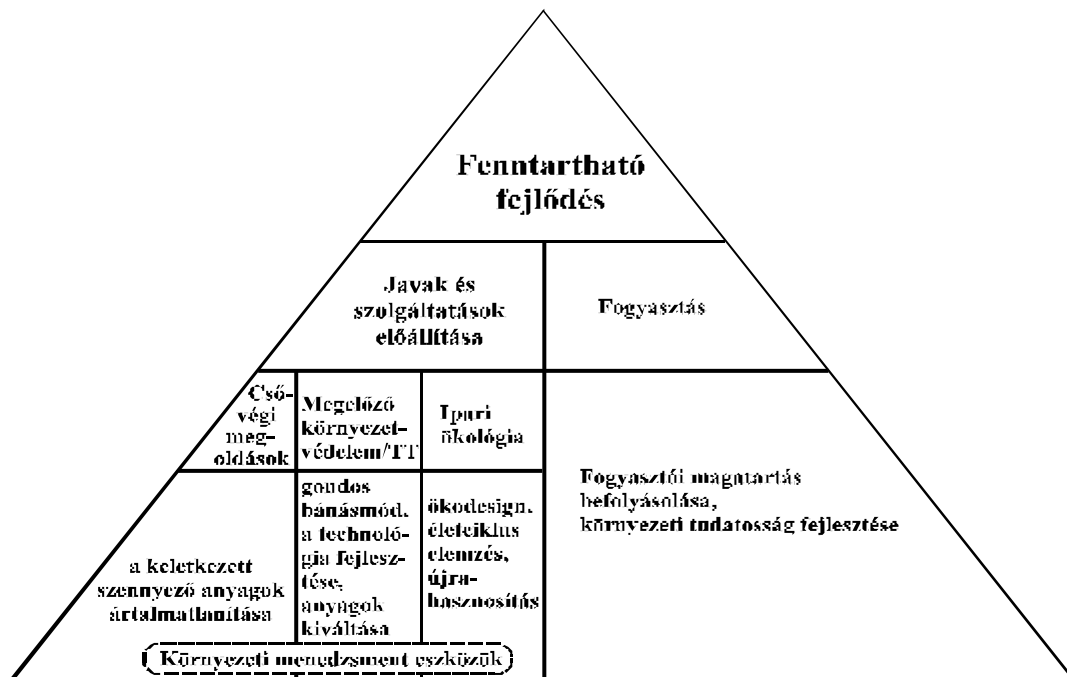 Fenntartható
fejlődés
Javak és
szolgáltatások
előállítása
Fogyasztás
Cső-
végi
meg-
oldások
Megelőző
környezet-
védelem/TT
Ipari
ökológia
a keletkezett
szennyező anyagok
ártalmatlanítása
gondos
bánásmód,
a technoló-
gia fejlesz-
tése,
anyagok
kiváltása
ökodesign,
életciklus
elemzés,
újra-
hasznosítás
Fogyasztói magatartás
befolyásolása,
környezeti tudatosság fejlesztése
Környezeti menedzsment eszközök